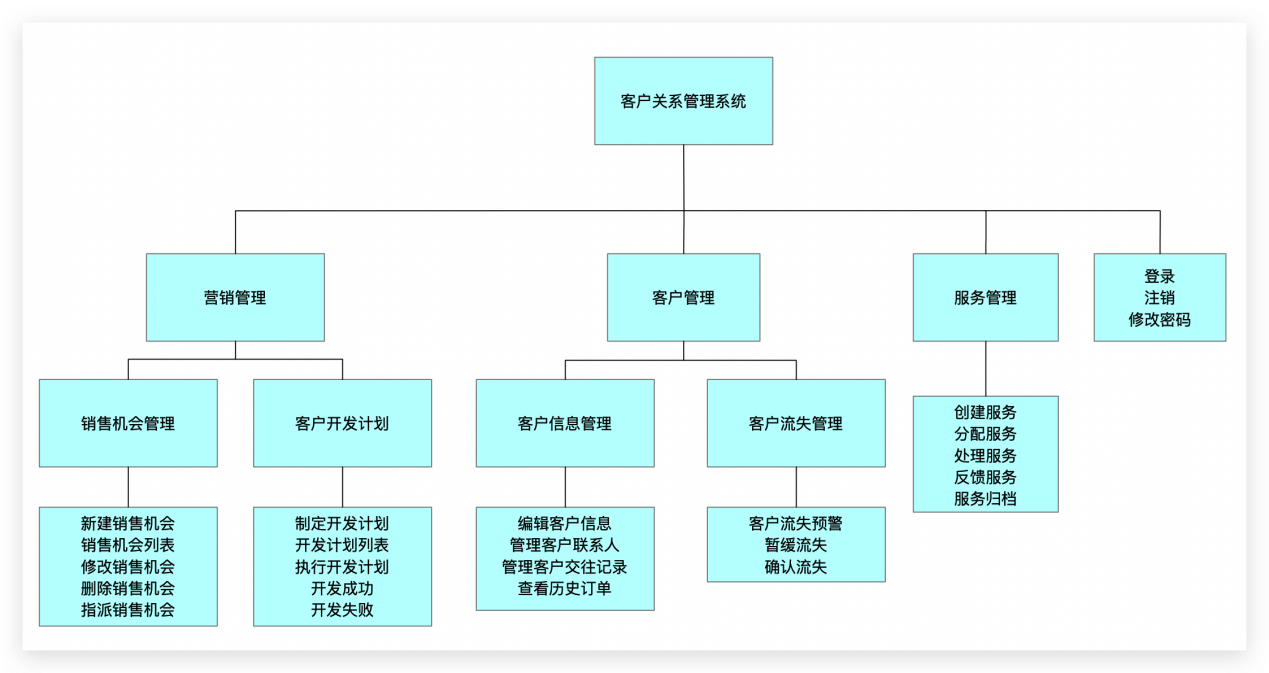 客户关系管理系统
营销管理
客户管理
服务管理
登录
注销
修改密码
销售机会管理
客户开发计划
客户信息管理
客户流失管理
新建销售机会
销售机会列表
修改销售机会
删除销售机会
指派销售机会
制定开发计划
开发计划列表
执行开发计划
开发成功
开发失败
编辑客户信息
管理客户联系人
管理客户交往记录
查看历史订单
客户流失预警
暂缓流失
确认流失
创建服务
分配服务
处理服务
反馈服务
服务归档